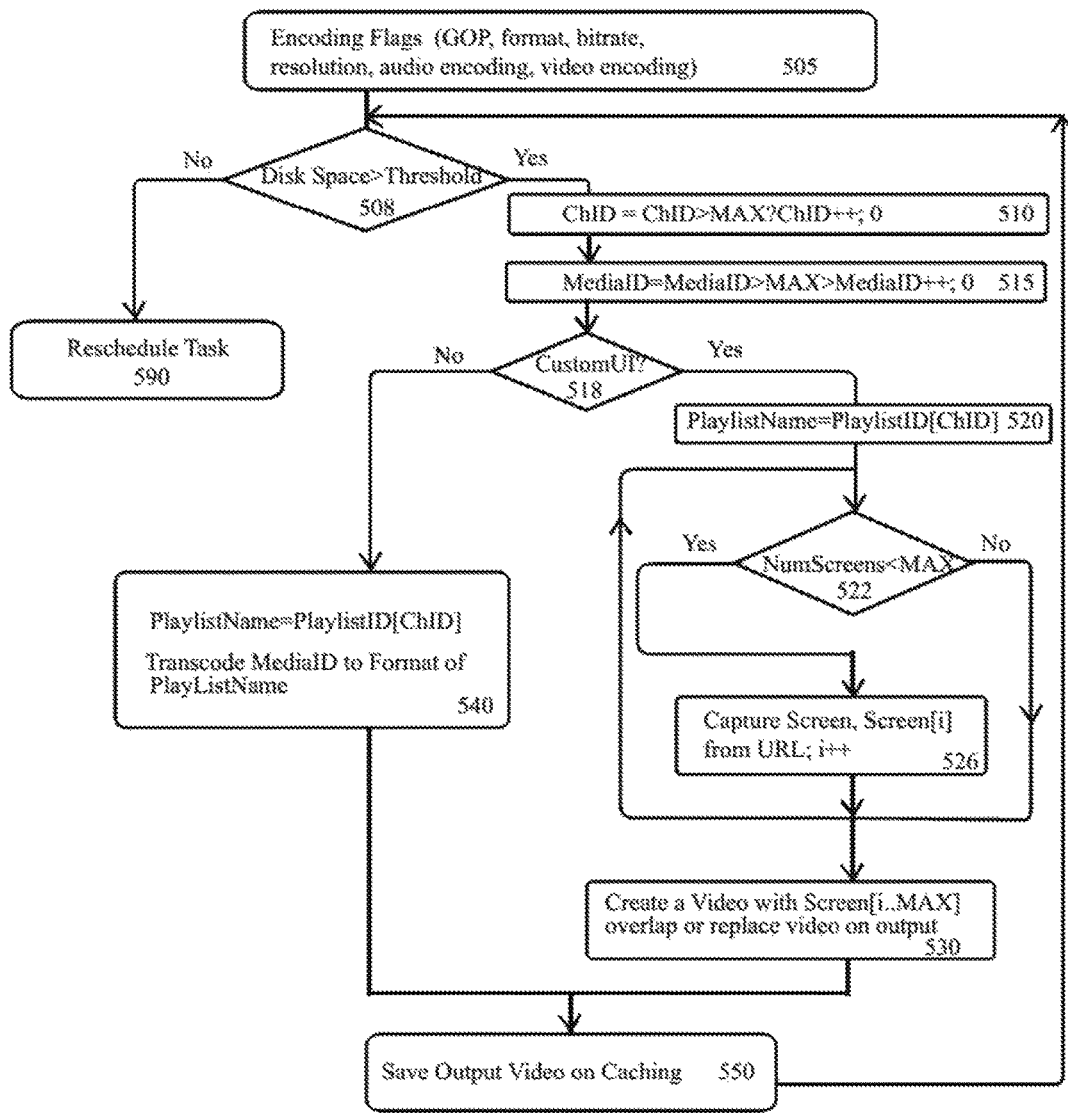 Encoding Flags (GOP, format, bitrate,
resolution, audio encoding, video encoding) 505
No
Yes
Disk Space>Threshold
508
ChID = ChID>MAX?ChID++; 0 510
MediaID=MediaID>MAX>MediaID++; 0 515
Reschedule Task
590
No
Yes
CustomUI?
518
PlaylistName=PlaylistID[ChID] 520
Yes
No
NumScreens<MAX
522
PlaylistName=PlaylistID[ChID]
Transcode MediaID to Format of
PlayListName
540
Capture Screen, Screen[i]
from URL; i++
526
Create a Video with Screen[i..MAX]
overlap or replace video on output
530
Save Output Video on Caching 550